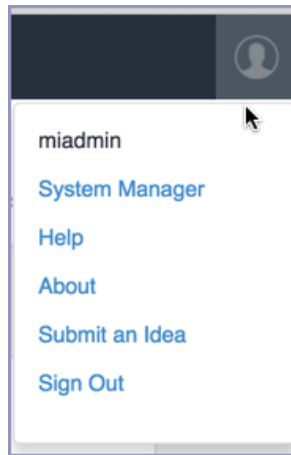 miadmin
System Manager
Help
About
Submit an Idea
Sign Out